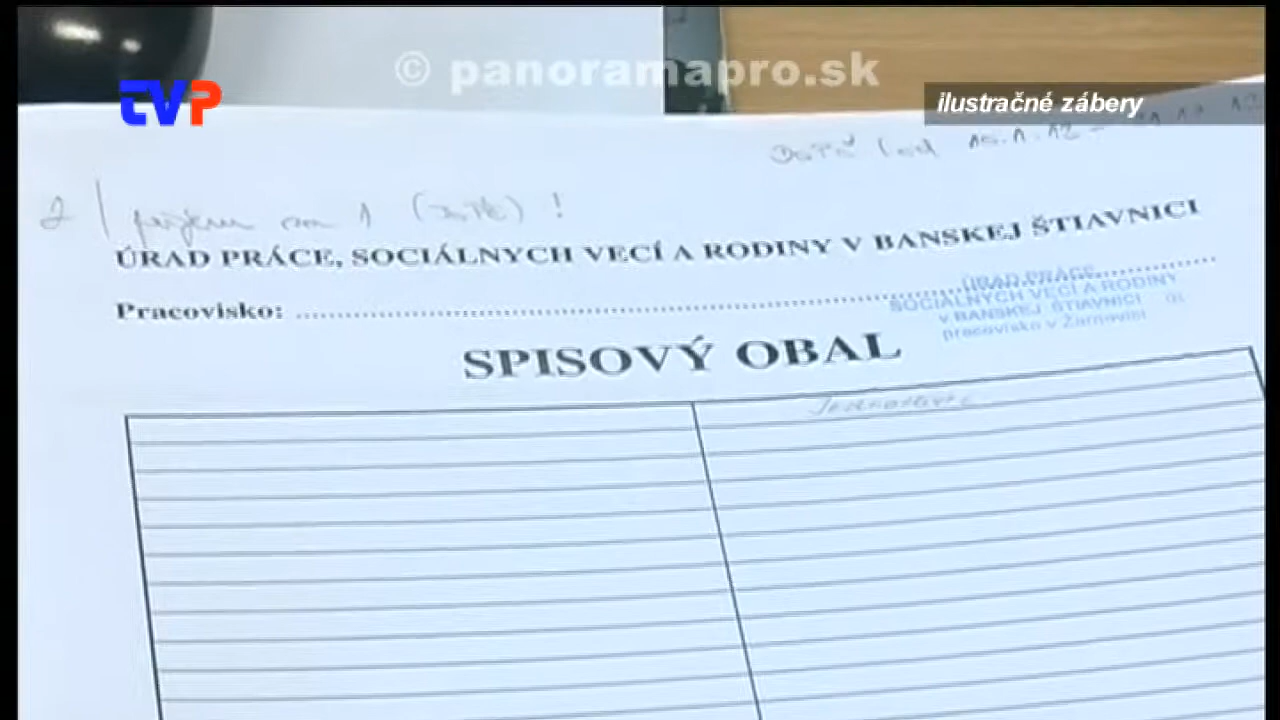 © panoramapro.sk
TVP
ilustračné zábery
ÚRAD PRÁCE, SOCIÁLNYCH VECÍ A RODINY V BANSKEJ ŠTIAVNICI
Pracovisko:
ÚRAD PRÁCE,
SOCIÁLNYCH VECÍ A RODINY
V BANSKEJ ŠTIAVNICI
pracovisko v Žarnovici
SPISOVÝ OBAL